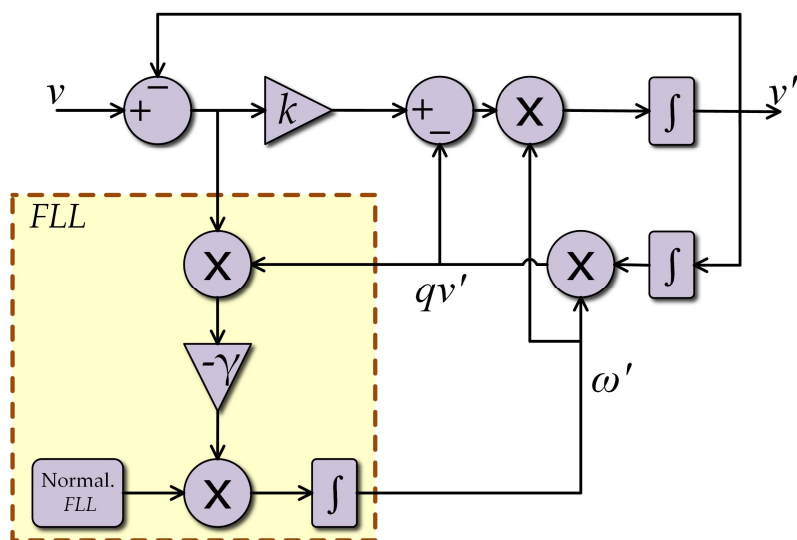 v
+
−
k
+
−
X
∫
v′
FLL
X
qv′
X
∫
-γ
ω′
Normal.
FLL
X
∫